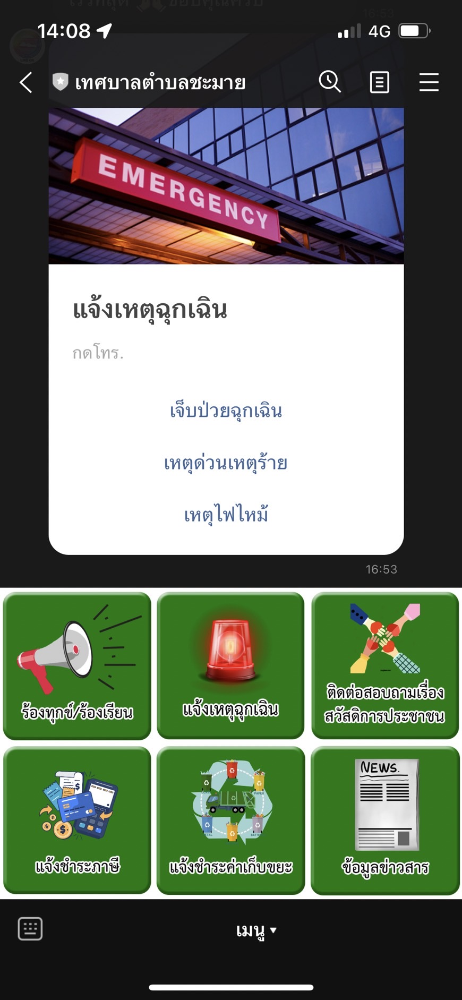 14:08
4G
เทศบาลตำบลชะมาย
EMERGENCY
แจ้งเหตุฉุกเฉิน
กดโทร.
เจ็บป่วยฉุกเฉิน
เหตุด่วนเหตุร้าย
เหตุไฟไหม้
16:53
ร้องทุกข์/ร้องเรียน
แจ้งเหตุฉุกเฉิน
ติดต่อสอบถามเรื่อง
สวัสดิการประชาชน
NEWS.
PAPER
แจ้งชำระภาษี
แจ้งชำระค่าเก็บขยะ
ข้อมูลข่าวสาร
เมนู